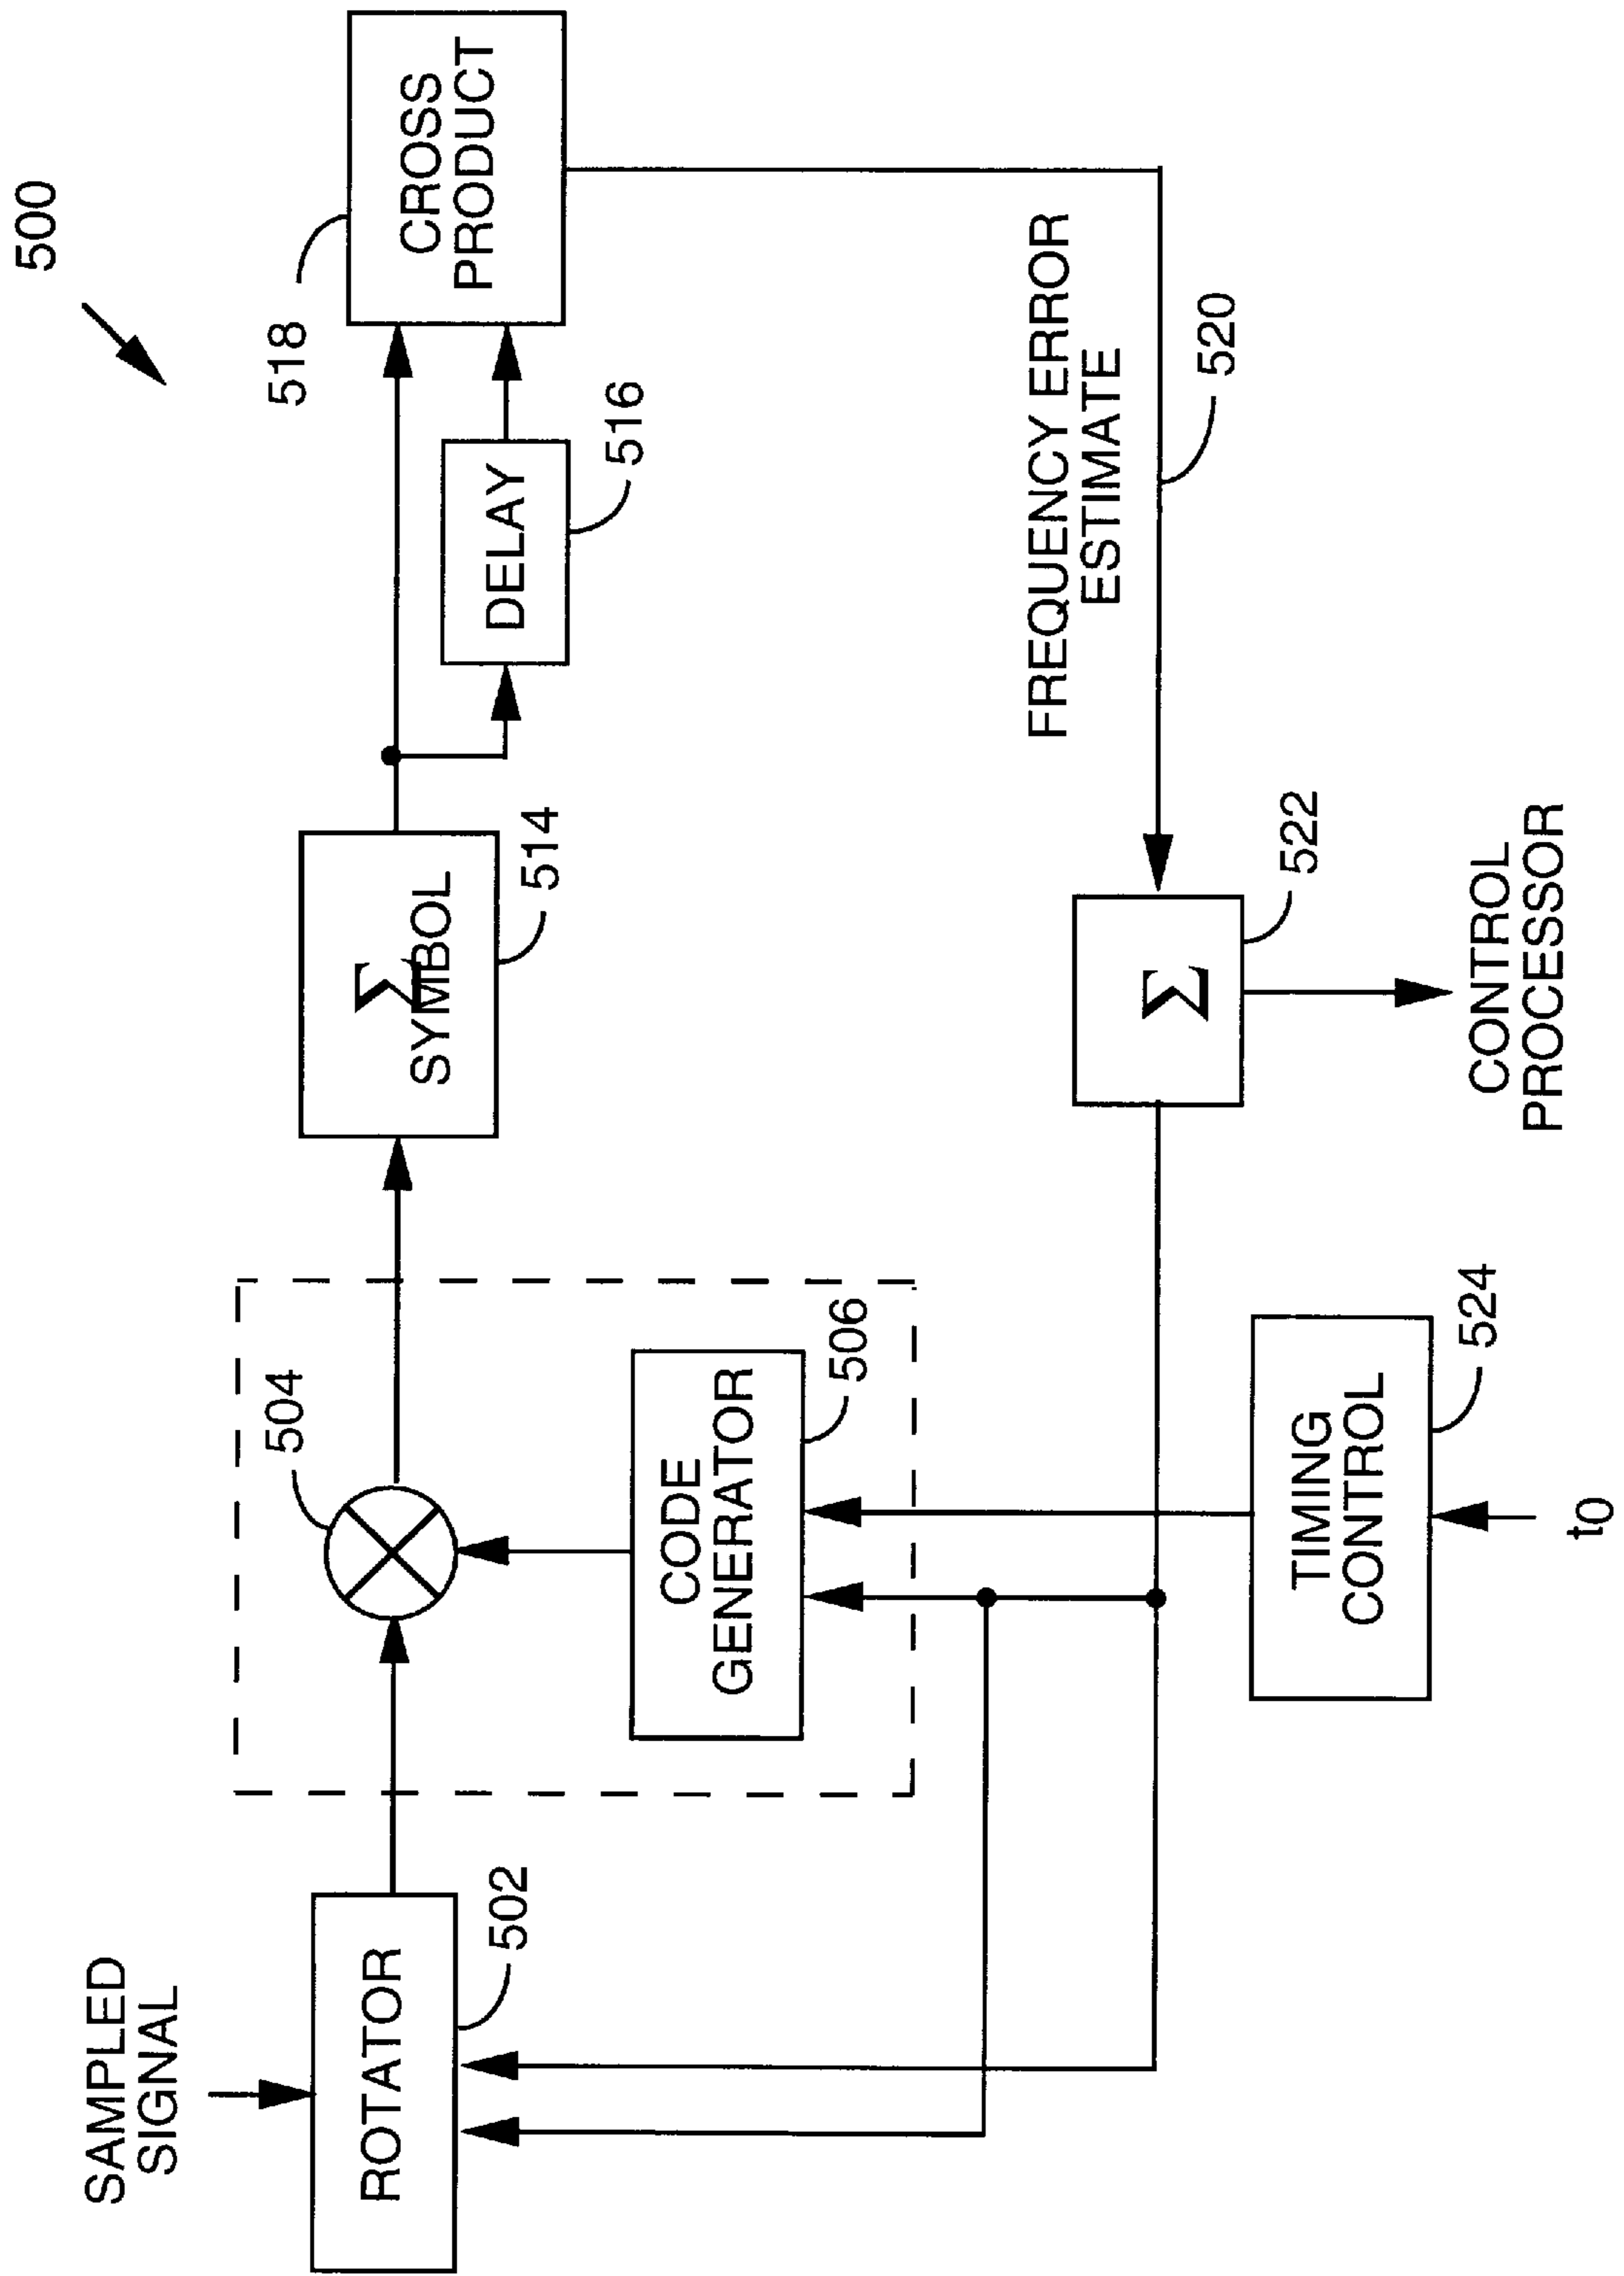 500
SAMPLED
SIGNAL
ROTATOR
502
504
CODE
GENERATOR
506
Σ
SYMBOL
514
DELAY
516
518
CROSS
PRODUCT
FREQUENCY ERROR
ESTIMATE
520
Σ
522
CONTROL
PROCESSOR
TIMING
CONTROL
524
t0